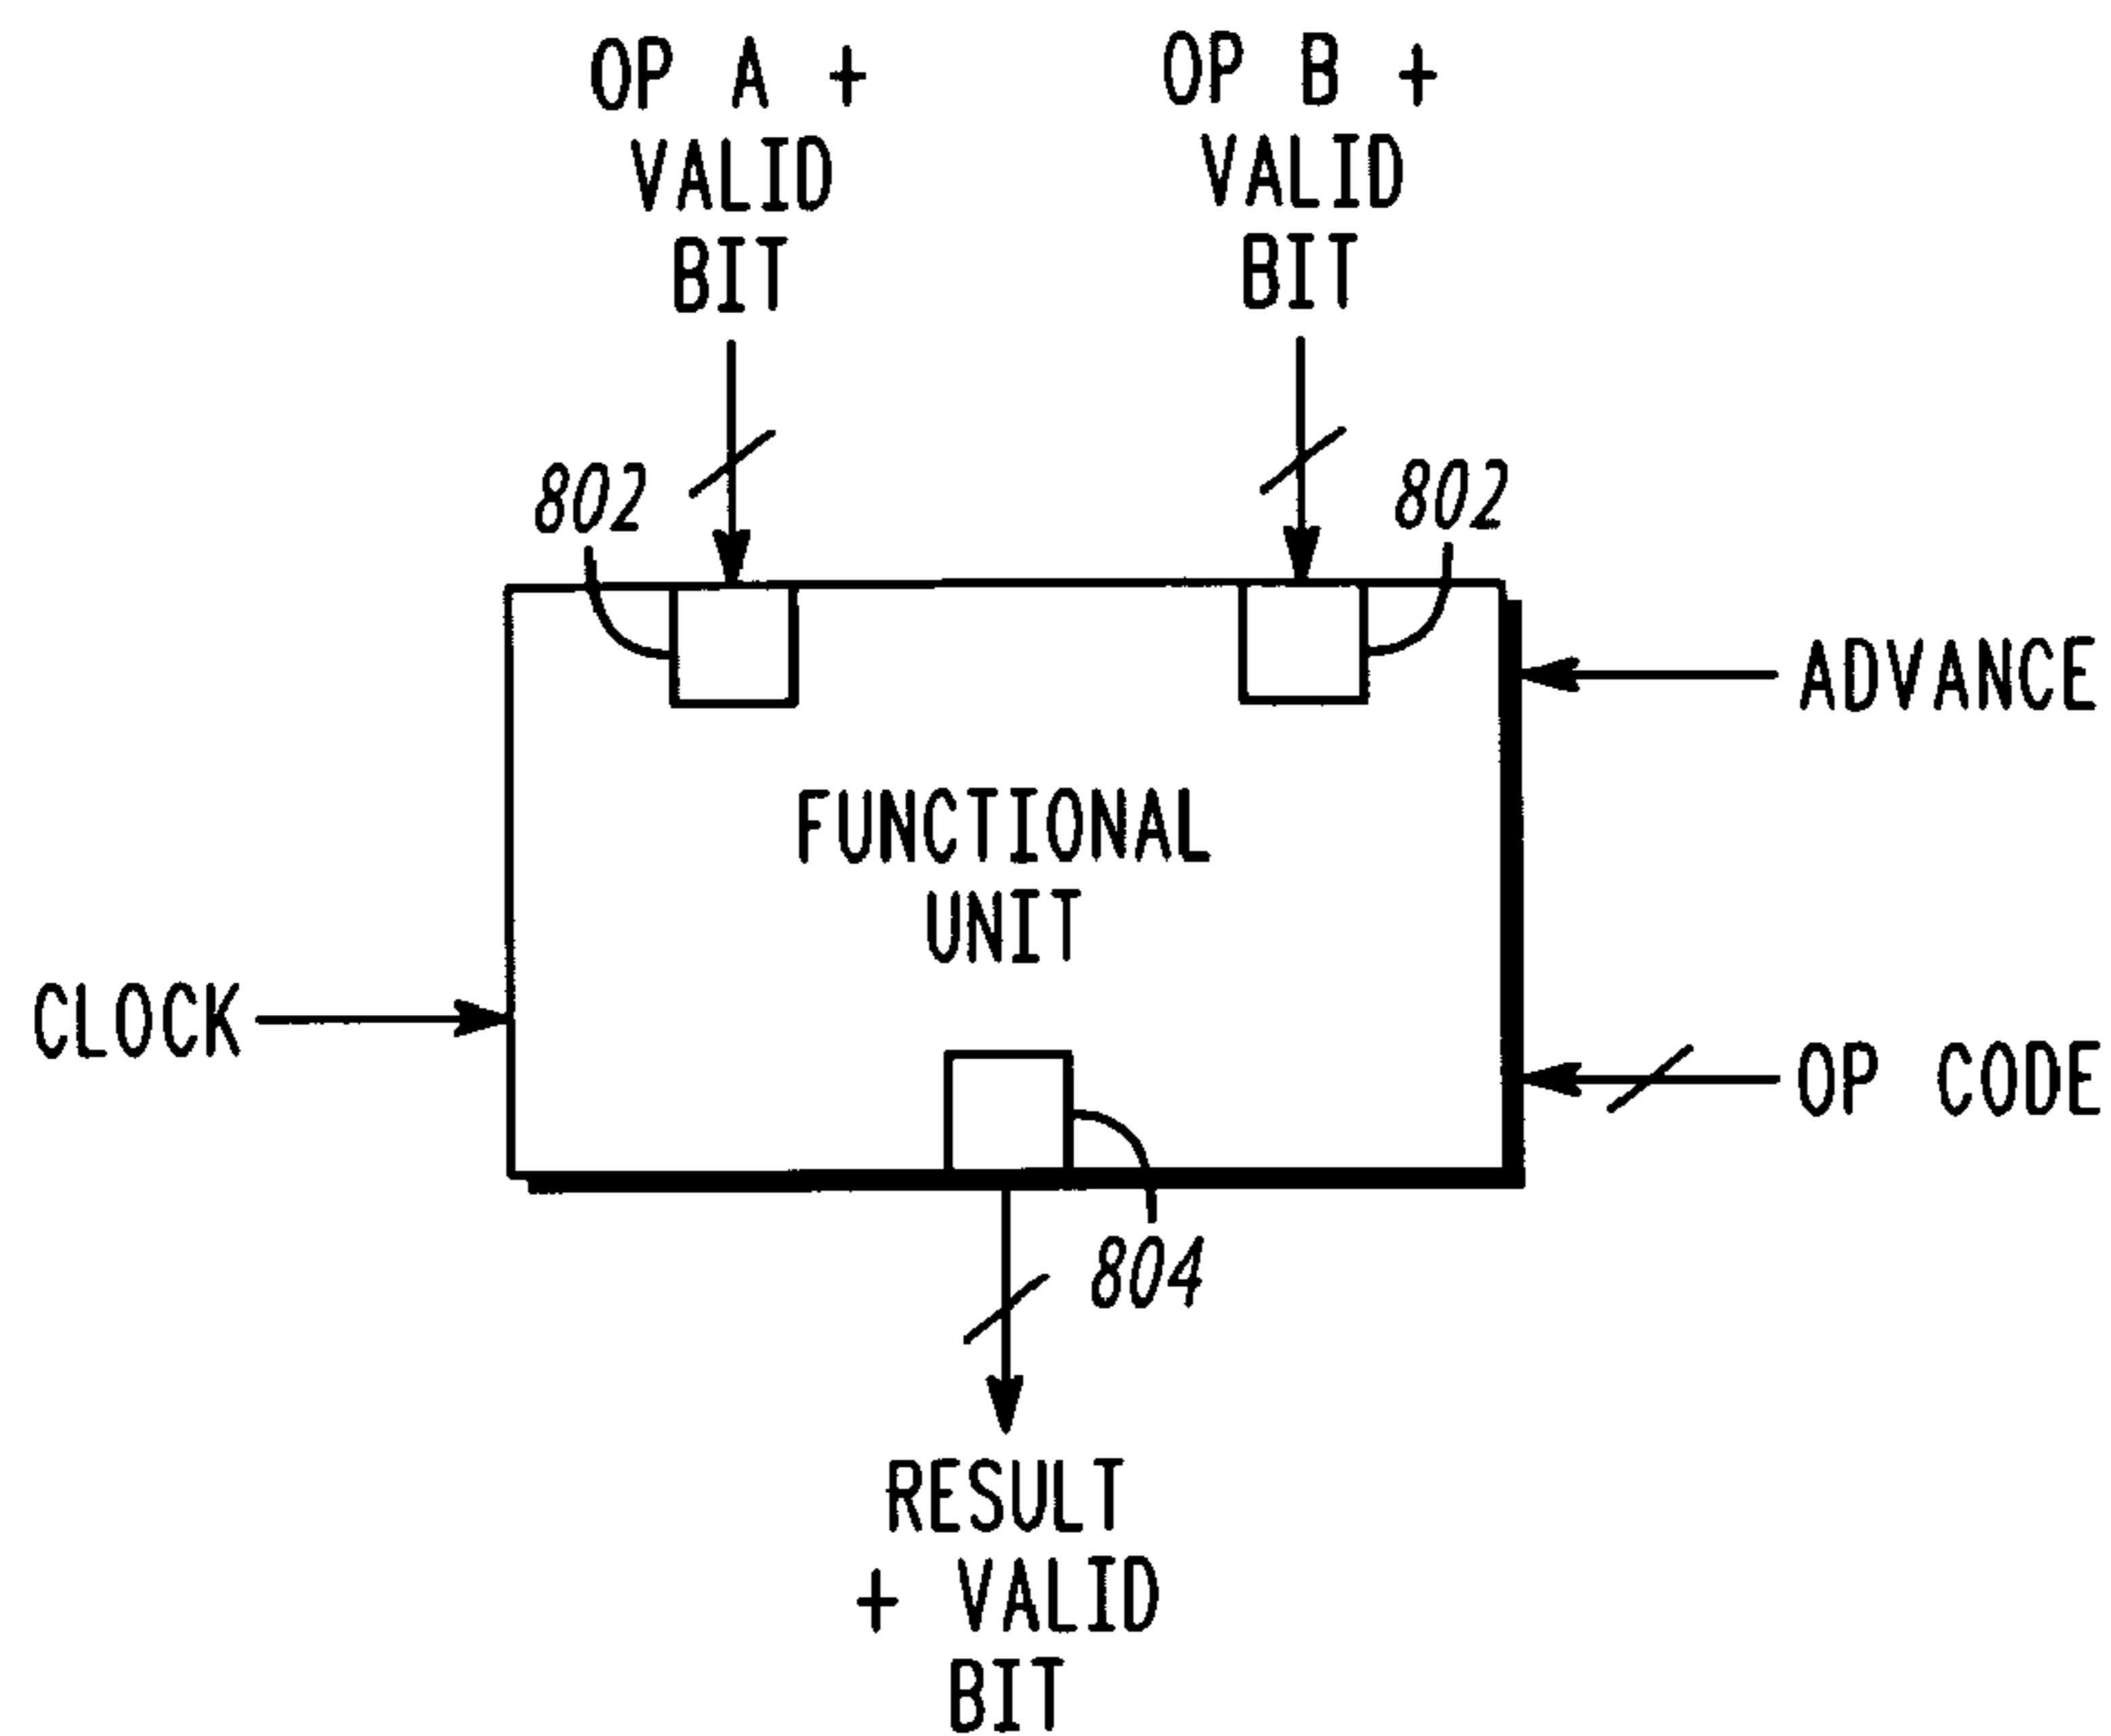 OP A +
VALID
BIT
OP B +
VALID
BIT
802
802
ADVANCE
FUNCTIONAL
UNIT
CLOCK
OP CODE
804
RESULT
+ VALID
BIT